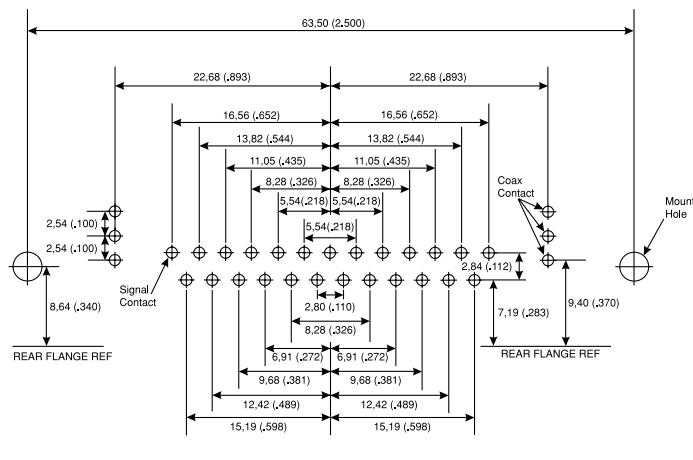 63,50 (2.500)
22,68 (.893) 22,68 (.893)
16,56 (.652) 16,56 (.652)
13,82 (.544) 13,82 (.544)
11,05 (.435) 11,05 (.435)
8,28 (.326) 8,28 (.326)
5,54(.218) 5,54(.218)
5,54(.218)
Coax
Contact
Mount
Hole
2,54 (.100)
2,54 (.100)
2,84 (.112)
Signal
Contact
8,64 (.340)
2,80 (.110)
7,19 (.283)
9,40 (.370)
8,28 (.326)
REAR FLANGE REF
REAR FLANGE REF
6,91 (.272) 6,91 (.272)
9,68 (.381) 9,68 (.381)
12,42 (.489) 12,42 (.489)
15,19 (.598) 15,19 (.598)